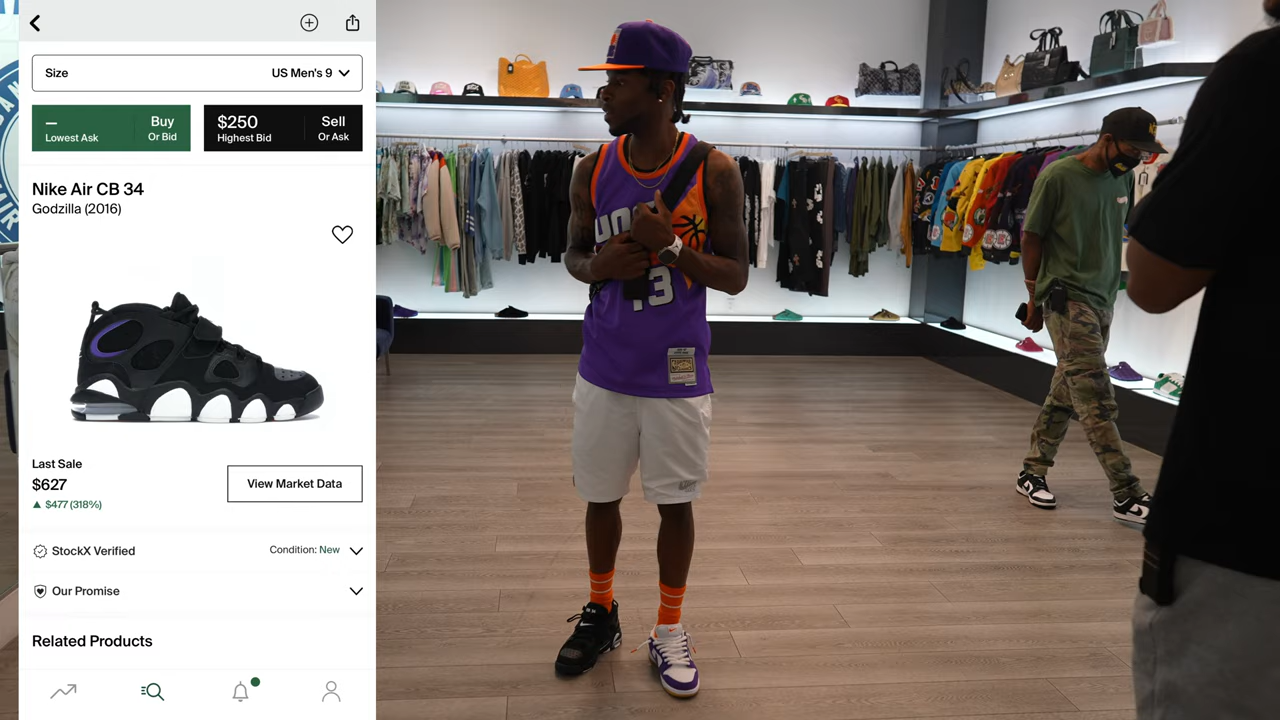 Size
US Men's 9
–
Lowest Ask
Buy
Or Bid
$250
Highest Bid
Sell
Or Ask
Nike Air CB 34
Godzilla (2016)
Last Sale
$627
▲ $477 (318%)
View Market Data
StockX Verified
Condition: New
Our Promise
Related Products
13